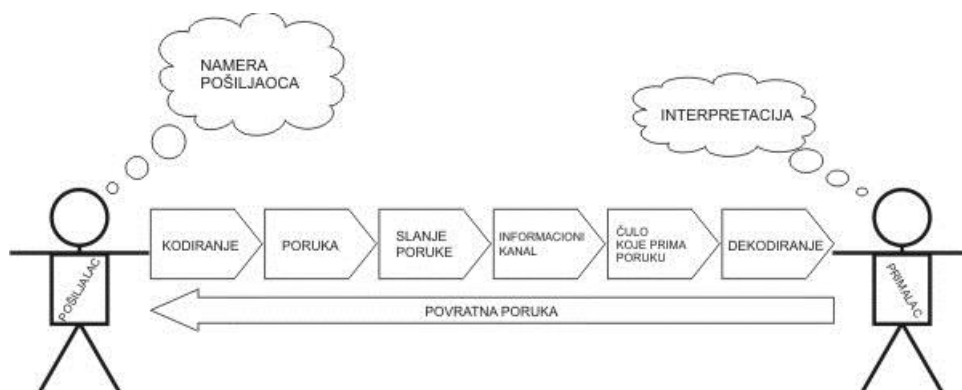 NAMERA
POŠILJAOCA
INTERPRETACIJA
KODIRANJE
PORUKA
SLANJE
PORUKE
INFORMACIONI
KANAL
ČULO
KOJE PRIMA
PORUKU
DEKODIRANJE
POŠILJALAC
PRIMALAC
POVRATNA PORUKA